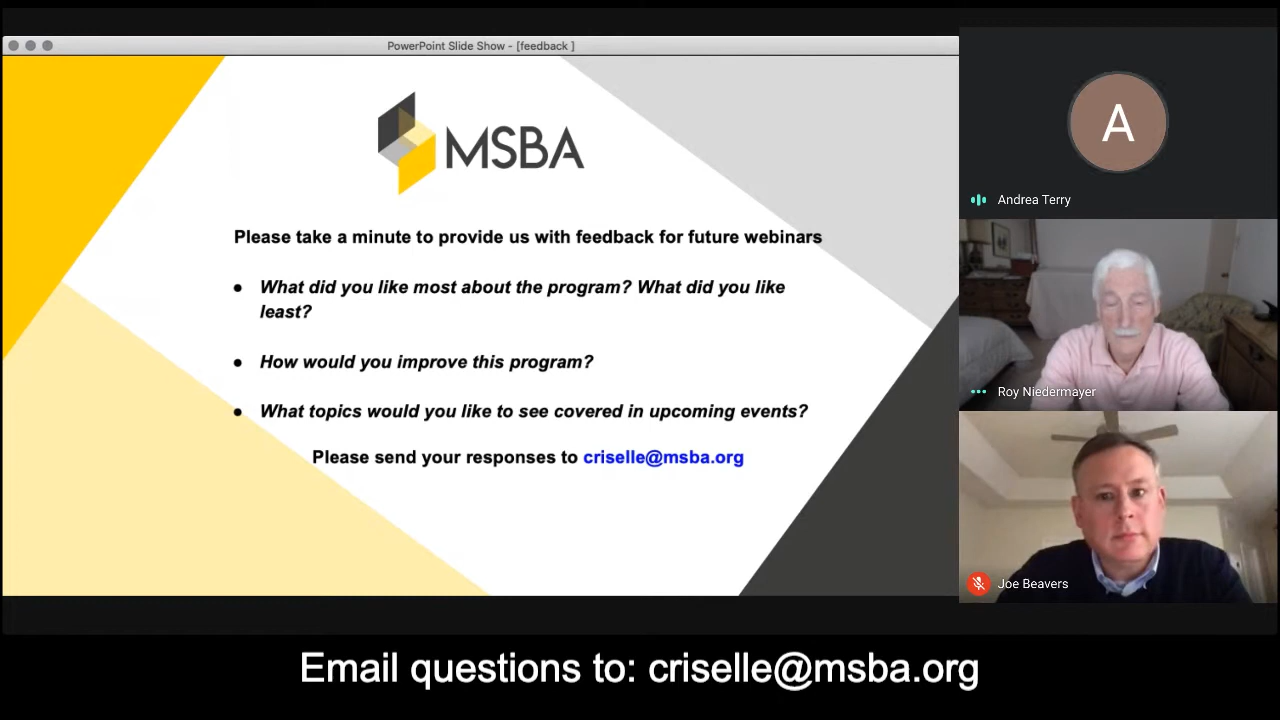 PowerPoint Slide Show - [feedback ]
MSBA
Please take a minute to provide us with feedback for future webinars
• What did you like most about the program? What did you like
least?
• How would you improve this program?
• What topics would you like to see covered in upcoming events?
Please send your responses to criselle@msba.org
A
Andrea Terry
Roy Niedermayer
Joe Beavers
Email questions to: criselle@msba.org